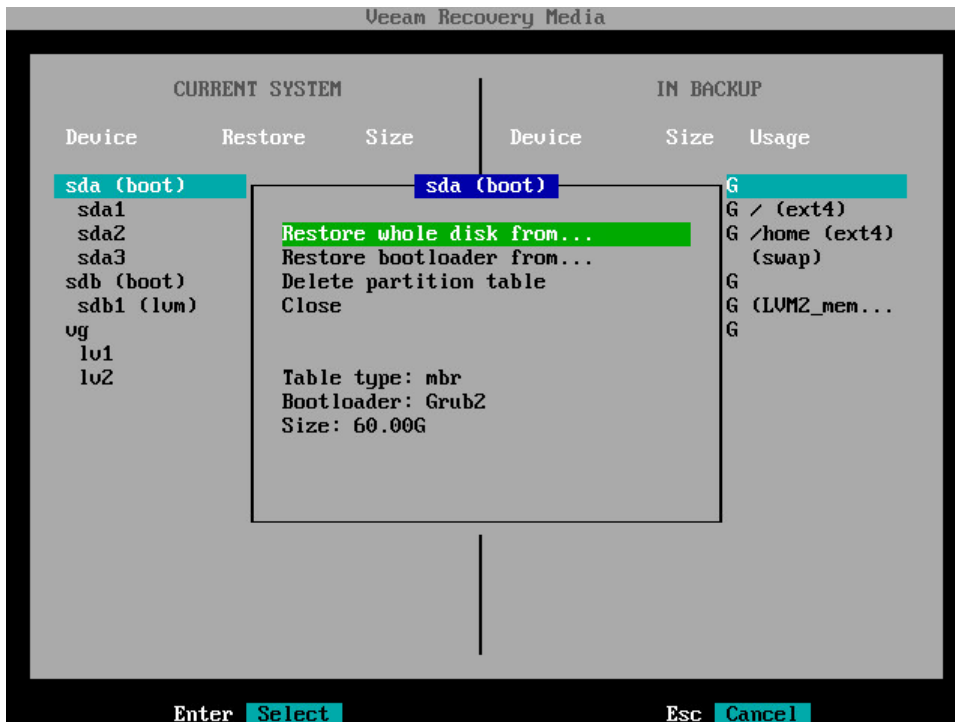 Veeam Recovery Media
CURRENT SYSTEM IN BACKUP
Device Restore Size Device Size Usage
sda (boot) G
sda1 G / (ext4)
sda2 G /home (ext4)
sda3 (swap)
sdb (boot) G
sdb1 (lvm) G (LVM2_mem...
vg G
lv1
lv2
sda (boot)
Restore whole disk from...
Restore bootloader from...
Delete partition table
Close
Table type: mbr
Bootloader: Grub2
Size: 60.00G
Enter Select Esc Cancel